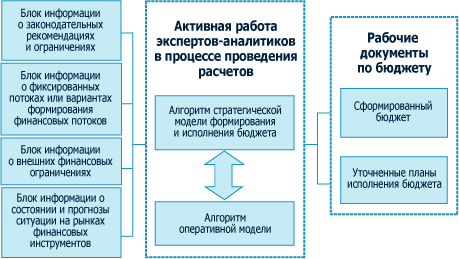 Блок информации
о законодательных
рекомендациях
и ограничениях
Блок информации
о фиксированных
потоках или вариантах
формирования
финансовых потоков
Блок информации
о внешних финансовых
ограничениях
Блок информации о
состоянии и прогнозы
ситуации на рынках
финансовых
инструментов
Активная работа
экспертов-аналитиков
в процессе проведения
расчетов
Алгоритм стратегической
модели формирования
и исполнения бюджета
Алгоритм
оперативной модели
Рабочие
документы
по бюджету
Сформированный
бюджет
Уточненные планы
исполнения бюджета